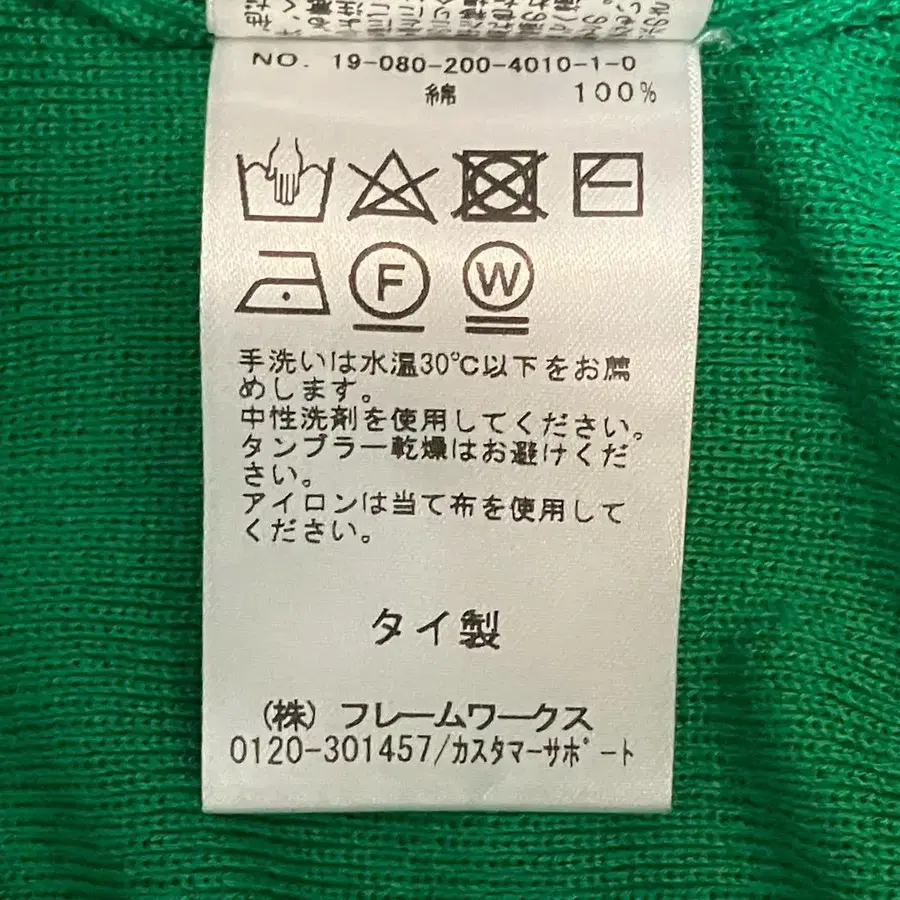 NO. 19-080-200-4010-1-0
綿 100%
F
W
手洗いは水温30℃以下をお薦
めします。
中性洗剤を使用してください。
タンブラー乾燥はお避けくだ
さい。
アイロンは当て布を使用して
ください。
タイ製
(株) フレームワークス
0120-301457/カスタマーサポート